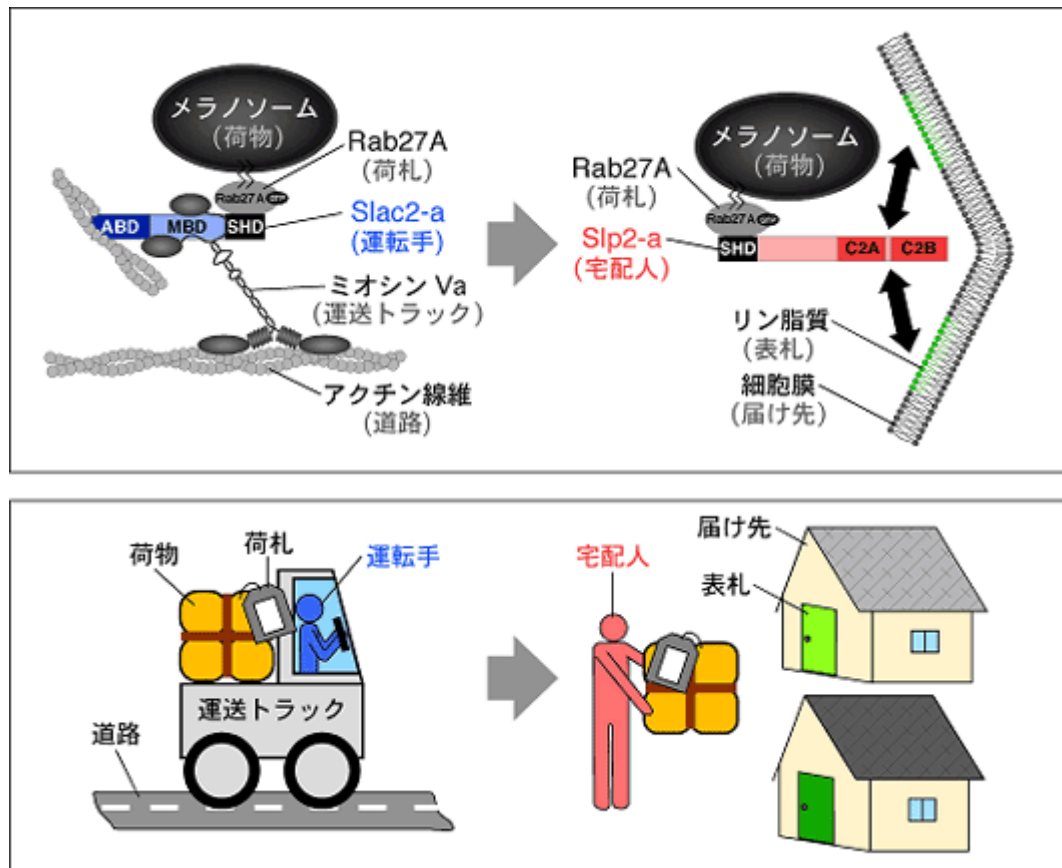 メラノソーム
(荷物)
Rab27A
(荷札)
Rab27A
GTP
ABD
MBD
SHD
Slac2-a
(運転手)
ミオシン Va
(運送トラック)
アクチン線維
(道路)
メラノソーム
(荷物)
Rab27A
(荷札)
Rab27A
Slp2-a
(宅配人)
SHD
C2A
C2B
リン脂質
(表札)
細胞膜
(届け先)
荷物
荷札
運転手
運送トラック
道路
宅配人
届け先
表札